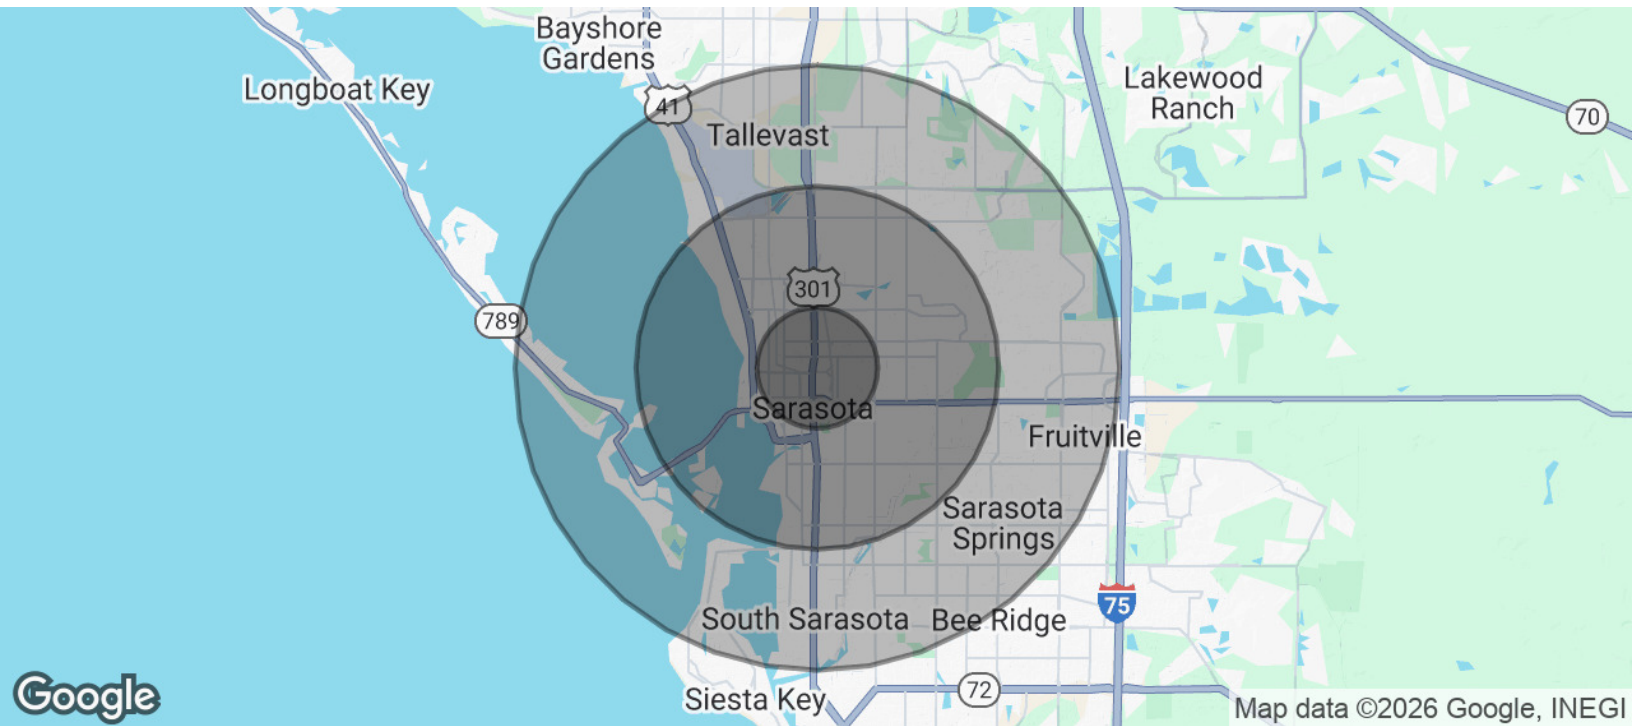 Bayshore
Gardens
Longboat Key
Lakewood
Ranch
41
70
Tallevast
301
789
Sarasota
Fruitville
Sarasota
Springs
75
South Sarasota
Bee Ridge
Siesta Key
72
Google
Map data ©2026 Google, INEGI